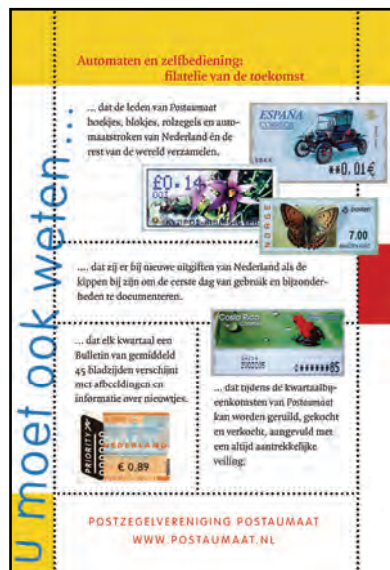 Automaten en zelfbediening:
filatelie van de toekomst
u moet ook weten ...
... dat de leden van Postaumaat
boekjes, blokjes, rolzegels en auto-
maatstroken van Nederland én de
rest van de wereld verzamelen.
ESPAÑA
CORREOS
**0.01€
£0.14
001
7.00
.... dat zij er bij nieuwe uitgiften van Nederland als de
kippen bij zijn om de eerste dag van gebruik en bijzonder-
heden te documenteren.
... dat elk kwartaal een
Bulletin van gemiddeld
45 bladzijden verschijnt
met afbeeldingen en
informatie over nieuwtjes.
PRIORITY
NEDERLAND
€ 0,89
Costa Rica
C*******85
... dat tijdens de kwartaalbij-
eenkomsten van Postaumaat
kan worden geruild, gekocht
en verkocht, aangevuld met
een altijd aantrekkelijke
veiling.
POSTZEGELVERENIGING POSTAUMAAT
WWW.POSTAUMAAT.NL